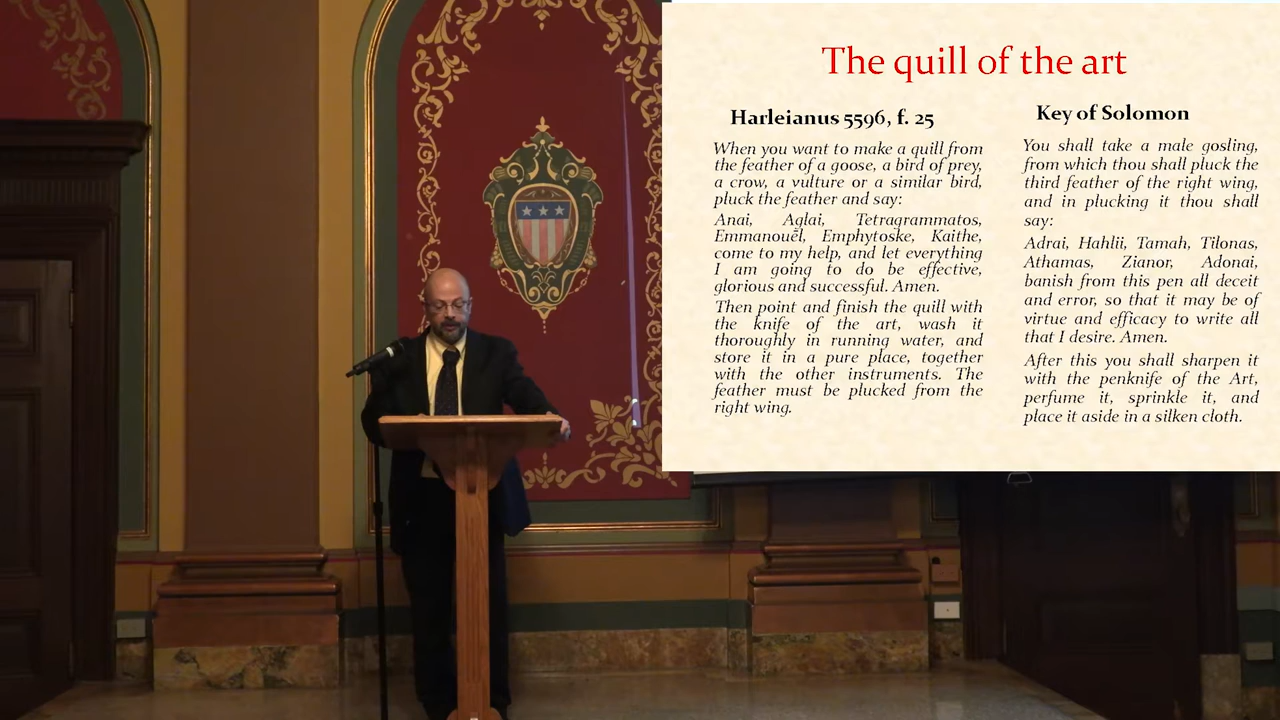 The quill of the art
Harleianus 5596, f. 25
When you want to make a quill from
the feather of a goose, a bird of prey,
a crow, a vulture or a similar bird,
pluck the feather and say:
Anai, Aglai, Tetragrammatos,
Emmanouēl, Emphytoske, Kaithe,
come to my help, and let everything
I am going to do be effective,
glorious and successful. Amen.
Then point and finish the quill with
the knife of the art, wash it
thoroughly in running water, and
store it in a pure place, together
with the other instruments. The
feather must be plucked from the
right wing.
Key of Solomon
You shall take a male gosling,
from which thou shall pluck the
third feather of the right wing,
and in plucking it thou shall
say:
Adrai, Hahlii, Tamah, Tilonas,
Athamas, Zianor, Adonai,
banish from this pen all deceit
and error, so that it may be of
virtue and efficacy to write all
that I desire. Amen.
After this you shall sharpen it
with the penknife of the Art,
perfume it, sprinkle it, and
place it aside in a silken cloth.